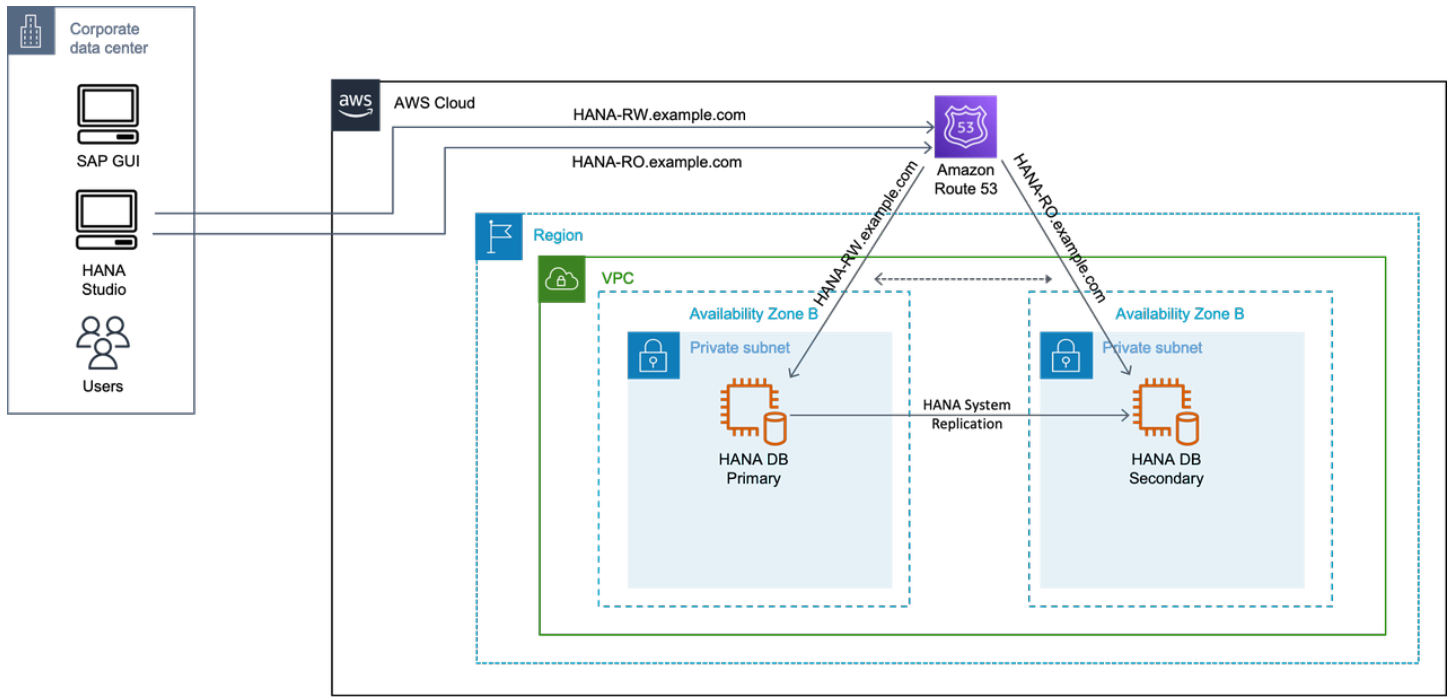 Corporate
data center
SAP GUI
HANA
Studio
Users
aws
AWS Cloud
HANA-RW.example.com
HANA-RO.example.com
53
Amazon
Route 53
HANA-RW.example.com
HANA-RO.example.com
Region
VPC
Availability Zone B
Private subnet
HANA DB
Primary
HANA System
Replication
Availability Zone B
Private subnet
HANA DB
Secondary